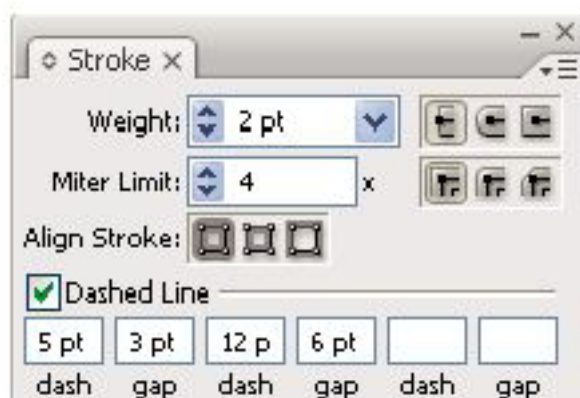 Stroke
Weight: 2 pt
Miter Limit: 4 x
Align Stroke:
Dashed Line
5 pt 3 pt 12 p 6 pt
dash gap dash gap dash gap